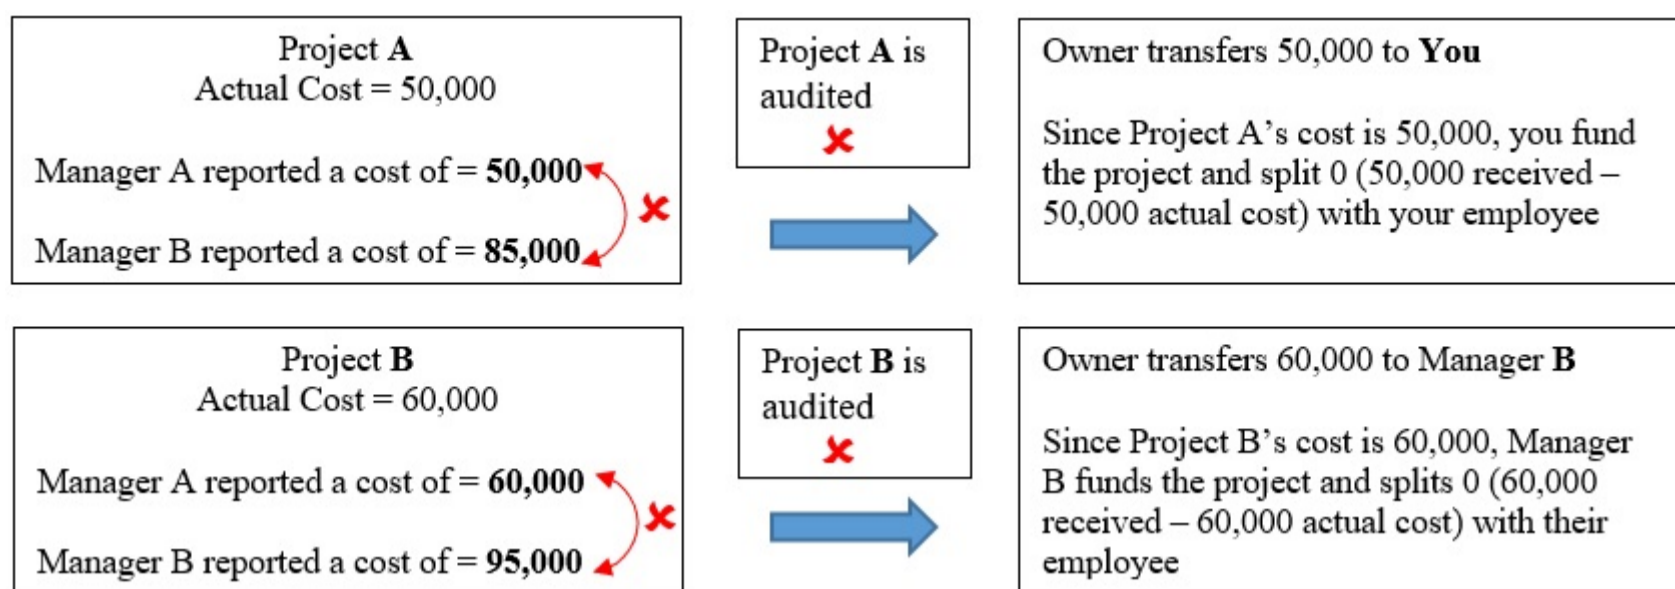 Project A
Actual Cost = 50,000
Manager A reported a cost of = 50,000
Manager B reported a cost of = 85,000
Project A is
audited
Owner transfers 50,000 to You
Since Project A's cost is 50,000, you fund
the project and split 0 (50,000 received –
50,000 actual cost) with your employee
Project B
Actual Cost = 60,000
Manager A reported a cost of = 60,000
Manager B reported a cost of = 95,000
Project B is
audited
Owner transfers 60,000 to Manager B
Since Project B's cost is 60,000, Manager
B funds the project and splits 0 (60,000
received – 60,000 actual cost) with their
employee